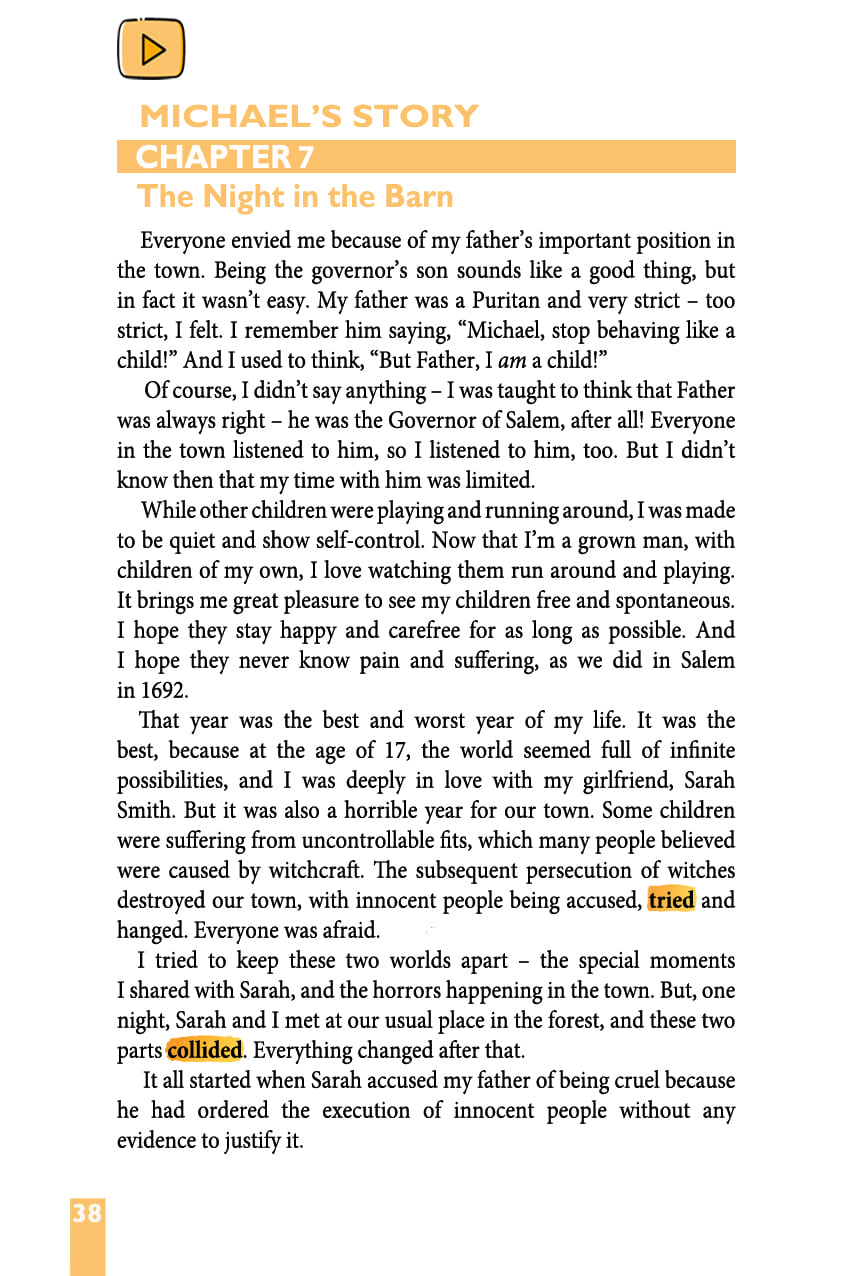 MICHAEL’S STORY
CHAPTER 7
The Night in the Barn
Everyone envied me because of my father’s important position in
the town. Being the governor’s son sounds like a good thing, but
in fact it wasn’t easy. My father was a Puritan and very strict – too
strict, I felt. I remember him saying, “Michael, stop behaving like a
child!” And I used to think, “But Father, I am a child!”
Of course, I didn’t say anything – I was taught to think that Father
was always right – he was the Governor of Salem, after all! Everyone
in the town listened to him, so I listened to him, too. But I didn’t
know then that my time with him was limited.
While other children were playing and running around, I was made
to be quiet and show self-control. Now that I’m a grown man, with
children of my own, I love watching them run around and playing.
It brings me great pleasure to see my children free and spontaneous.
I hope they stay happy and carefree for as long as possible. And
I hope they never know pain and suffering, as we did in Salem
in 1692.
That year was the best and worst year of my life. It was the
best, because at the age of 17, the world seemed full of infinite
possibilities, and I was deeply in love with my girlfriend, Sarah
Smith. But it was also a horrible year for our town. Some children
were suffering from uncontrollable fits, which many people believed
were caused by witchcraft. The subsequent persecution of witches
destroyed our town, with innocent people being accused, tried and
hanged. Everyone was afraid.
I tried to keep these two worlds apart – the special moments
I shared with Sarah, and the horrors happening in the town. But, one
night, Sarah and I met at our usual place in the forest, and these two
parts collided. Everything changed after that.
It all started when Sarah accused my father of being cruel because
he had ordered the execution of innocent people without any
evidence to justify it.
38